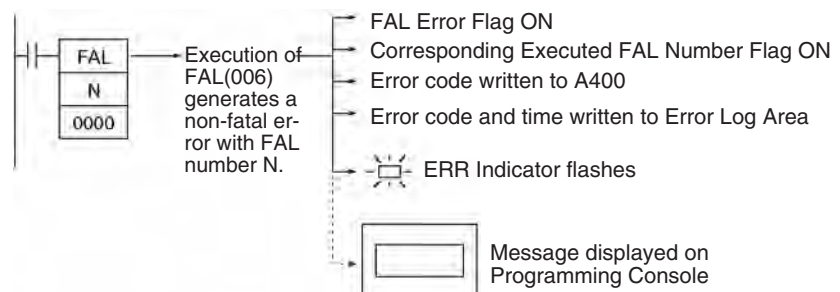 FAL
N
0000
Execution of
FAL(006)
generates a
non-fatal er-
ror with FAL
number N.
FAL Error Flag ON
Corresponding Executed FAL Number Flag ON
Error code written to A400
Error code and time written to Error Log Area
ERR Indicator flashes
Message displayed on
Programming Console